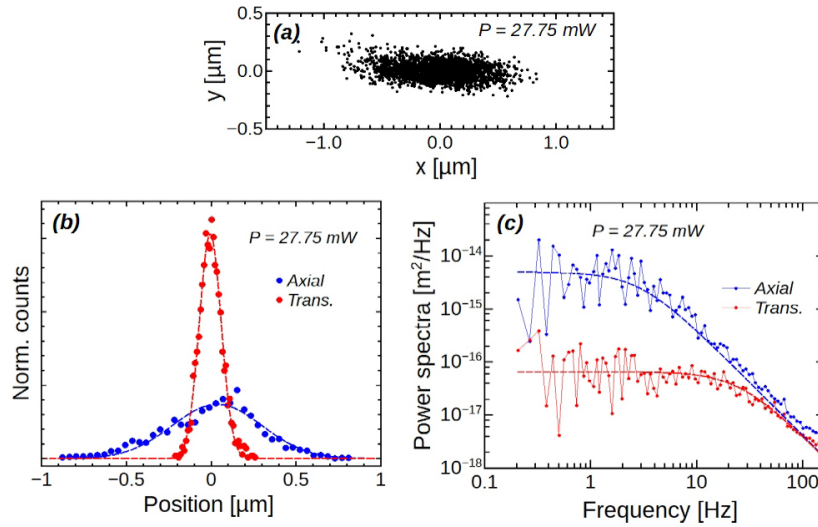 (a)
P = 27.75 mW
y [µm]
0.5
0.0
−0.5
−1.0
0.0
1.0
x [µm]
(b)
P = 27.75 mW
Axial
Trans.
Norm. counts
−1
−0.5
0
0.5
1
Position [µm]
(c)
P = 27.75 mW
Axial
Trans.
Power spectra [m²/Hz]
10⁻¹⁴
10⁻¹⁵
10⁻¹⁶
10⁻¹⁷
10⁻¹⁸
0.1
1
10
100
Frequency [Hz]